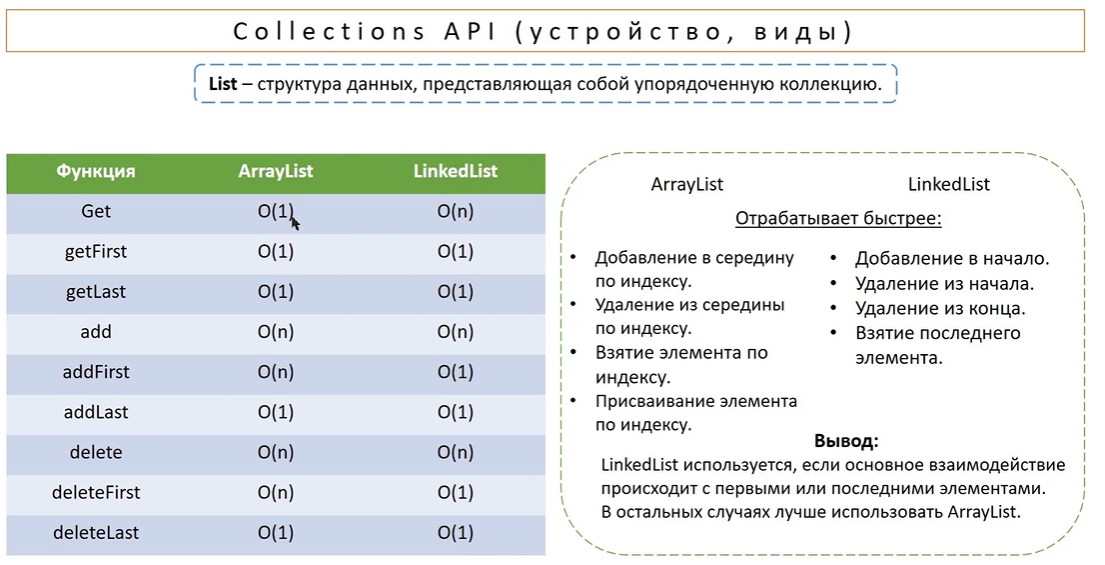 Collections API (устройство, виды)
List – структура данных, представляющая собой упорядоченную коллекцию.
Функция ArrayList LinkedList
Get O(1) O(n)
getFirst O(1) O(1)
getLast O(1) O(1)
add O(n) O(n)
addFirst O(n) O(1)
addLast O(1) O(1)
delete O(n) O(n)
deleteFirst O(n) O(1)
deleteLast O(1) O(1)
ArrayList LinkedList
Отрабатывает быстрее:
• Добавление в середину
по индексу.
• Удаление из середины
по индексу.
• Взятие элемента по
индексу.
• Присваивание элемента
по индексу.
• Добавление в начало.
• Удаление из начала.
• Удаление из конца.
• Взятие последнего
элемента.
Вывод:
LinkedList используется, если основное взаимодействие
происходит с первыми или последними элементами.
В остальных случаях лучше использовать ArrayList.